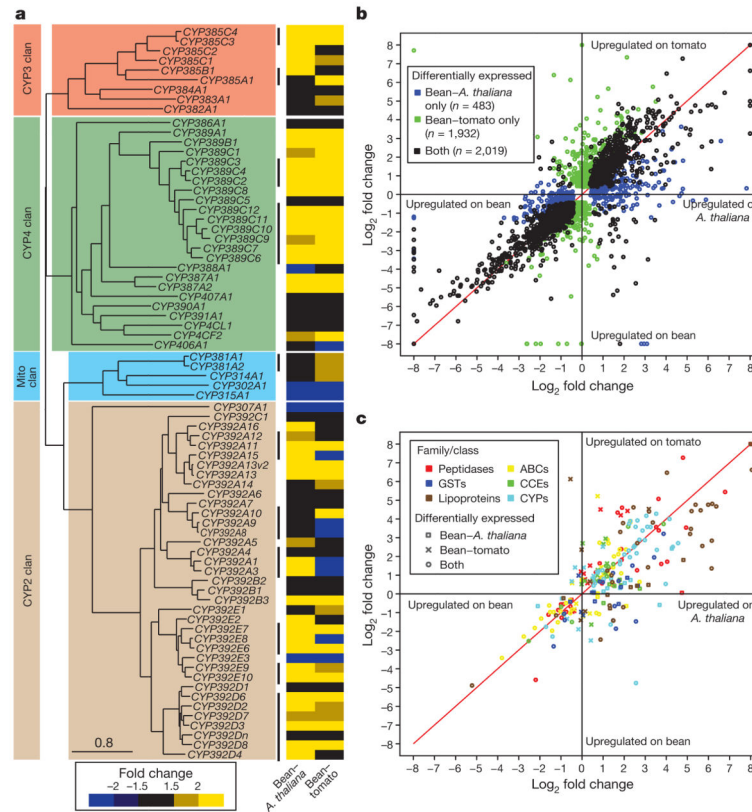 a
CYP3 clan
CYP385C4
CYP385C3
CYP385C2
CYP385C1
CYP385B1
CYP385A1
CYP384A1
CYP383A1
CYP382A1
CYP4 clan
CYP386A1
CYP389A1
CYP389B1
CYP389C1
CYP389C3
CYP389C4
CYP389C2
CYP389C8
CYP389C5
CYP389C12
CYP389C11
CYP389C10
CYP389C9
CYP389C7
CYP389C6
CYP388A1
CYP387A1
CYP387A2
CYP407A1
CYP390A1
CYP391A1
CYP4CL1
CYP4CF2
CYP406A1
Mito
clan
CYP381A1
CYP381A2
CYP314A1
CYP302A1
CYP315A1
CYP2 clan
CYP307A1
CYP392C1
CYP392A16
CYP392A12
CYP392A11
CYP392A15
CYP392A13v2
CYP392A13
CYP392A14
CYP392A6
CYP392A7
CYP392A10
CYP392A9
CYP392A8
CYP392A5
CYP392A4
CYP392A1
CYP392A3
CYP392B2
CYP392B1
CYP392B3
CYP392E1
CYP392E2
CYP392E7
CYP392E8
CYP392E6
CYP392E3
CYP392E9
CYP392E10
CYP392D1
CYP392D6
CYP392D2
CYP392D7
CYP392D3
CYP392Dn
CYP392D8
CYP392D4
0.8
Fold change
−2 −1.5 1.5 2
Bean–
A. thaliana
Bean–
tomato
b
Log2 fold change
8
7
6
5
4
3
2
1
0
−1
−2
−3
−4
−5
−6
−7
−8
Upregulated on tomato
Differentially expressed
Bean–A. thaliana
only (n = 483)
Bean–tomato only
(n = 1,932)
Both (n = 2,019)
Upregulated on bean
Upregulated on
A. thaliana
Upregulated on bean
−8 −7 −6 −5 −4 −3 −2 −1 0 1 2 3 4 5 6 7 8
Log2 fold change
c
Log2 fold change
8
7
6
5
4
3
2
1
0
−1
−2
−3
−4
−5
−6
−7
−8
Upregulated on tomato
Family/class
Peptidases ABCs
GSTs CCEs
Lipoproteins CYPs
Differentially expressed
Bean–A. thaliana
Bean–tomato
Both
Upregulated on bean
Upregulated on
A. thaliana
Upregulated on bean
−8 −7 −6 −5 −4 −3 −2 −1 0 1 2 3 4 5 6 7 8
Log2 fold change